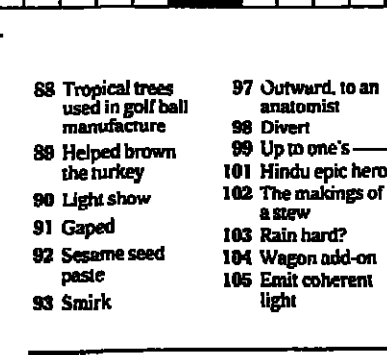 88 Tropical trees
used in golf ball
manufacture
89 Helped brown
the turkey
90 Light show
91 Gaped
92 Sesame seed
paste
93 Smirk
97 Outward, to an
anatomist
98 Divert
99 Up to one's ——
101 Hindu epic hero
102 The makings of
a stew
103 Rain hard?
104 Wagon add-on
105 Emit coherent
light